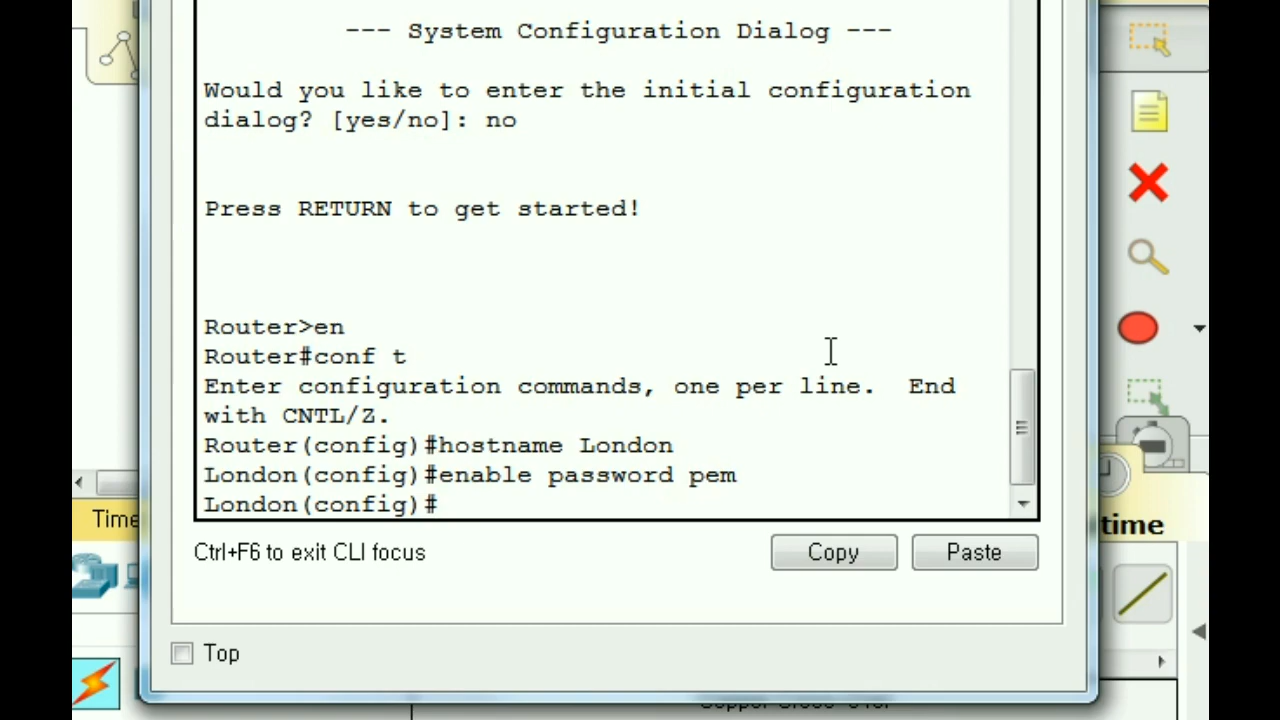 --- System Configuration Dialog ---
Would you like to enter the initial configuration
dialog? [yes/no]: no
Press RETURN to get started!
Router>en
Router#conf t
Enter configuration commands, one per line.  End
with CNTL/Z.
Router(config)#hostname London
London(config)#enable password pem
London(config)#
Ctrl+F6 to exit CLI focus
Copy
Paste
Time
time
Top